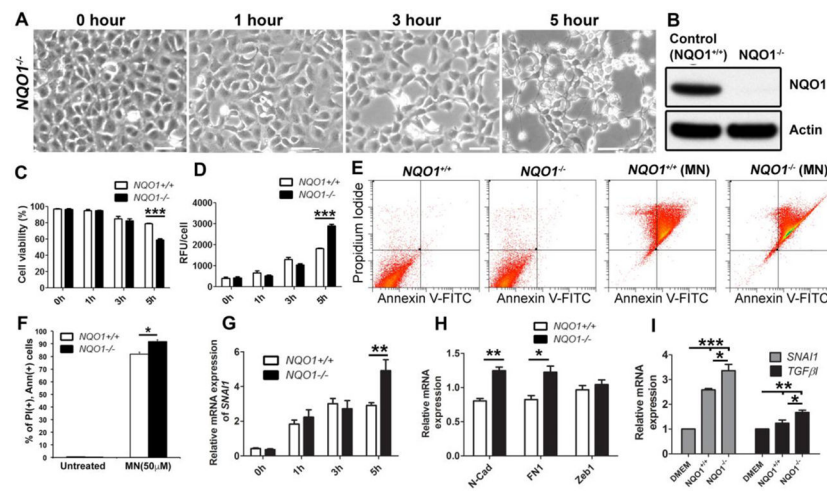 A
0 hour
1 hour
3 hour
5 hour
NQO1-/-
B
Control
(NQO1+/+)
NQO1-/-
NQO1
Actin
C
NQO1+/+
NQO1-/-
***
Cell viability (%)
120
100
80
60
40
20
0
0h
1h
3h
5h
D
NQO1+/+
NQO1-/-
***
RFU/cell
4000
3000
2000
1000
0
0h
1h
3h
5h
E
NQO1+/+
NQO1-/-
NQO1+/+ (MN)
NQO1-/- (MN)
Propidium Iodide
Annexin V-FITC
Annexin V-FITC
Annexin V-FITC
Annexin V-FITC
F
NQO1+/+
NQO1-/-
*
% of PI(+), Ann(+) cells
100
90
80
70
60
50
40
30
20
10
0
Untreated
MN(50μM)
G
NQO1+/+
NQO1-/-
**
Relative mRNA expression
of SNAI1
6
4
2
0
0h
1h
3h
5h
H
NQO1+/+
NQO1-/-
**
*
Relative mRNA
expression
1.5
1.0
0.5
0.0
N-Cad
FN1
Zeb1
I
SNAI1
TGFβI
***
*
**
*
Relative mRNA
expression
4
3
2
1
0
DMEM
NQO1+/+
NQO1-/-
DMEM
NQO1+/+
NQO1-/-